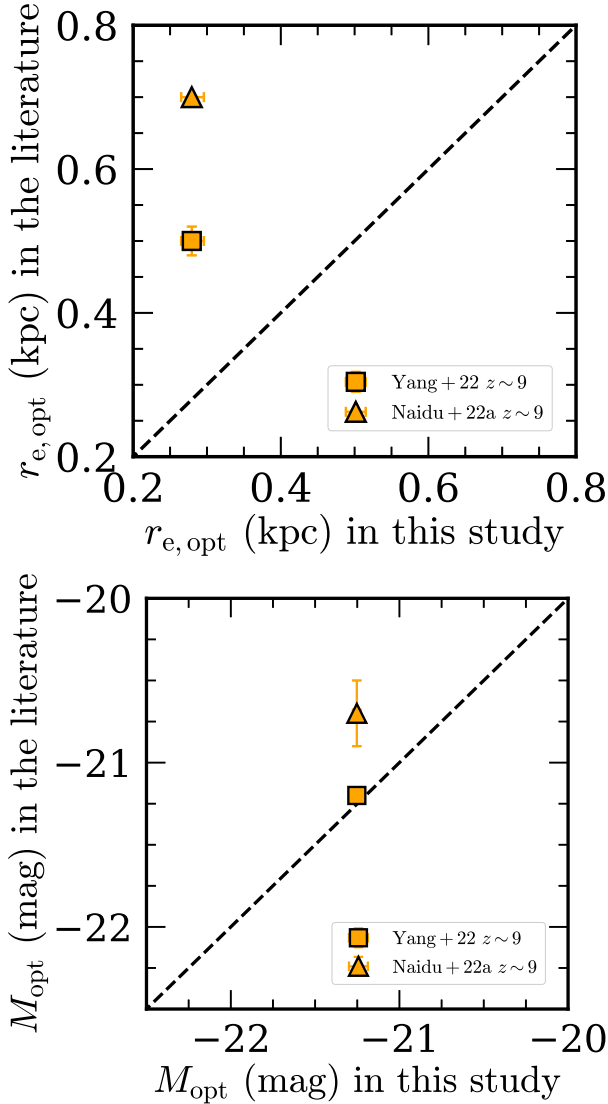 0.8
0.6
0.4
0.2
r_e,opt (kpc) in the literature
Yang+22 z~9
Naidu+22a z~9
0.2 0.4 0.6 0.8
r_e,opt (kpc) in this study
−20
−21
−22
M_opt (mag) in the literature
Yang+22 z~9
Naidu+22a z~9
−22 −21 −20
M_opt (mag) in this study